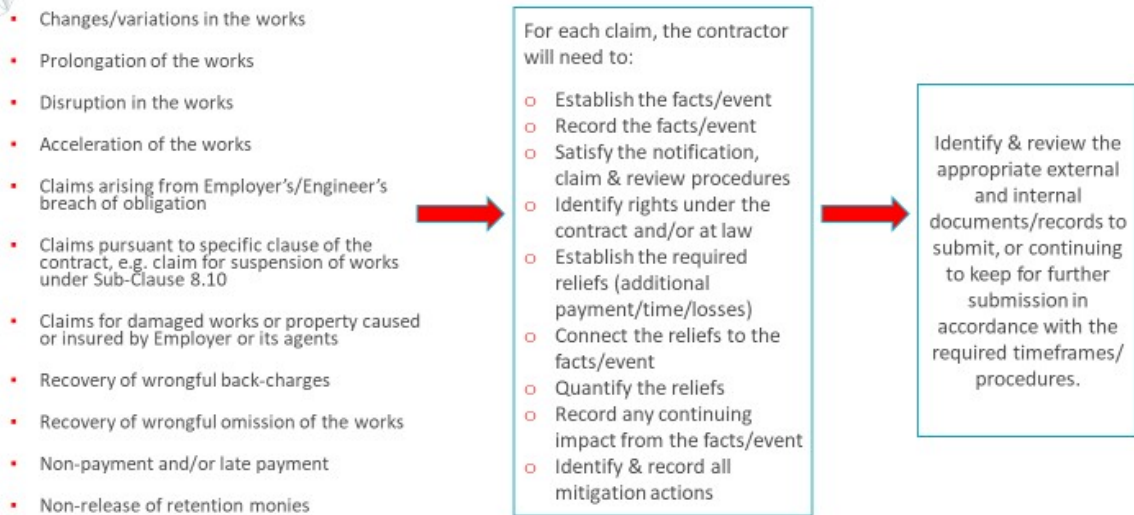 ▪ Changes/variations in the works
▪ Prolongation of the works
▪ Disruption in the works
▪ Acceleration of the works
▪ Claims arising from Employer's/Engineer's
breach of obligation
▪ Claims pursuant to specific clause of the
contract, e.g. claim for suspension of works
under Sub-Clause 8.10
▪ Claims for damaged works or property caused
or insured by Employer or its agents
▪ Recovery of wrongful back-charges
▪ Recovery of wrongful omission of the works
▪ Non-payment and/or late payment
▪ Non-release of retention monies
For each claim, the contractor
will need to:
o Establish the facts/event
o Record the facts/event
o Satisfy the notification,
claim & review procedures
o Identify rights under the
contract and/or at law
o Establish the required
reliefs (additional
payment/time/losses)
o Connect the reliefs to the
facts/event
o Quantify the reliefs
o Record any continuing
impact from the facts/event
o Identify & record all
mitigation actions
Identify & review the
appropriate external
and internal
documents/records to
submit, or continuing
to keep for further
submission in
accordance with the
required timeframes/
procedures.